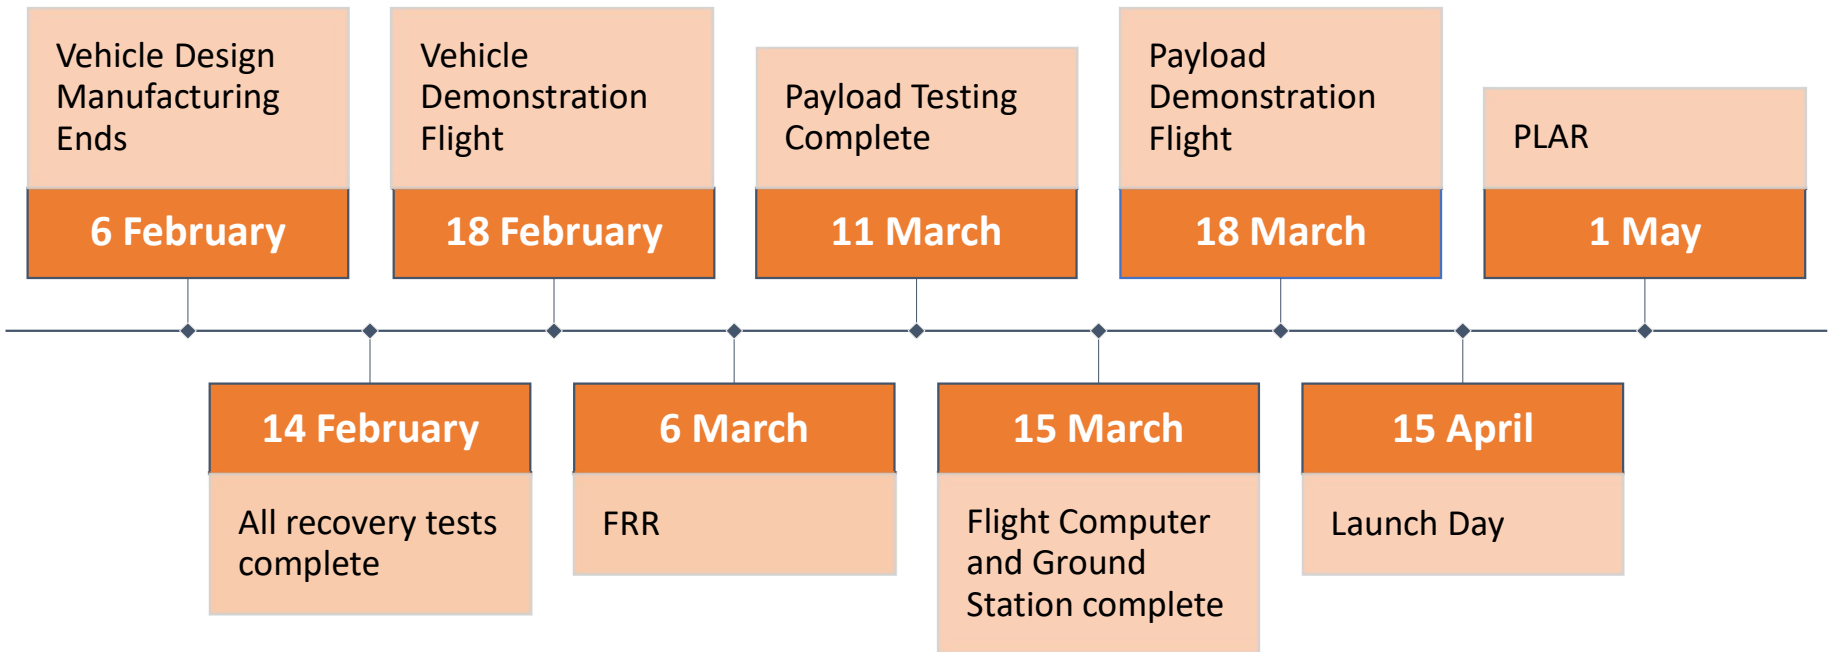 Vehicle Design
Manufacturing
Ends
6 February
Vehicle
Demonstration
Flight
18 February
Payload Testing
Complete
11 March
Payload
Demonstration
Flight
18 March
PLAR
1 May
14 February
All recovery tests
complete
6 March
FRR
15 March
Flight Computer
and Ground
Station complete
15 April
Launch Day